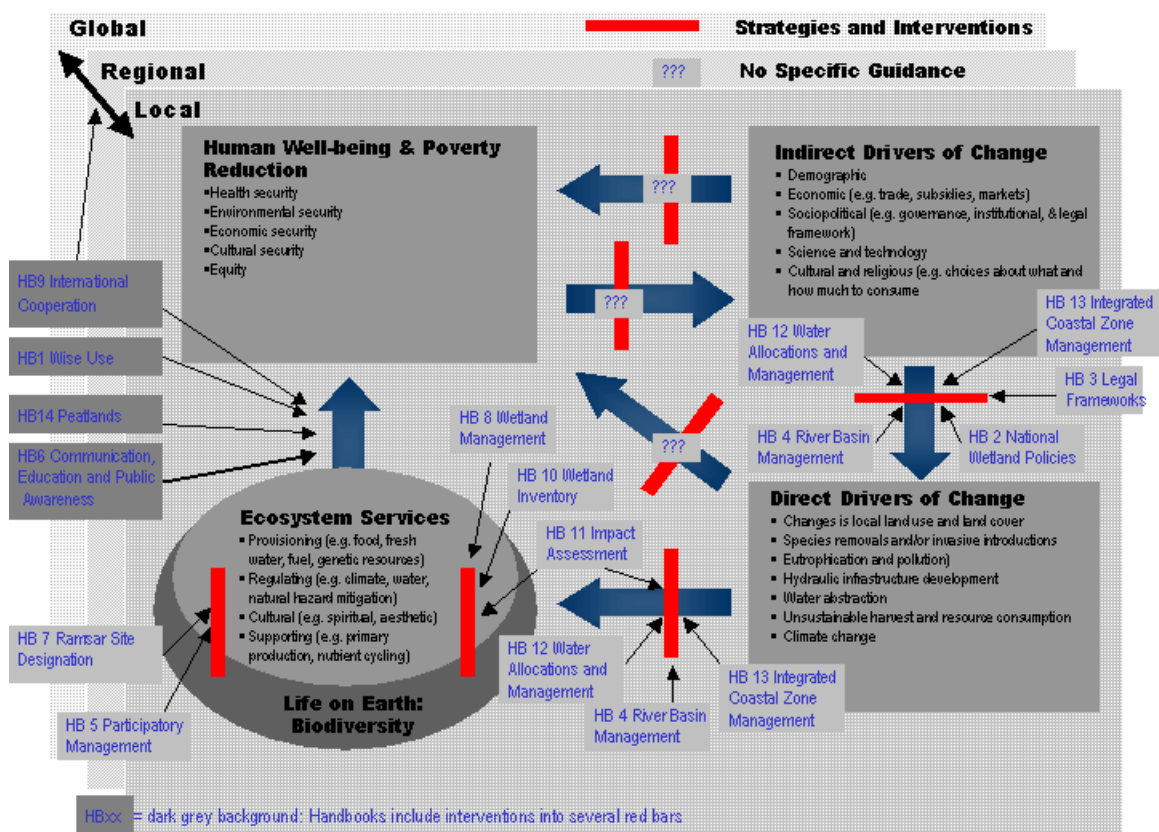 Global
Strategies and Interventions
Regional
???
No Specific Guidance
Local
Human Well-being & Poverty
Reduction
▪Health security
▪Environmental security
▪Economic security
▪Cultural security
▪Equity
???
???
Indirect Drivers of Change
▪ Demographic
▪ Economic (e.g. trade, subsidies, markets)
▪ Sociopolitical (e.g. governance, institutional, & legal
framework)
▪ Science and technology
▪ Cultural and religious (e.g. choices about what and
how much to consume
HB9 International
Cooperation
HB1 Wise Use
HB14 Peatlands
HB6 Communication,
Education and Public
Awareness
HB 12 Water
Allocations and
Management
HB 13 Integrated
Coastal Zone
Management
HB 3 Legal
Frameworks
HB 4 River Basin
Management
HB 2 National
Wetland Policies
???
HB 8 Wetland
Management
HB 10 Wetland
Inventory
HB 11 Impact
Assessment
Ecosystem Services
▪ Provisioning (e.g. food, fresh
water, fuel, genetic resources)
▪ Regulating (e.g. climate, water,
natural hazard mitigation)
▪ Cultural (e.g. spiritual, aesthetic)
▪ Supporting (e.g. primary
production, nutrient cycling)
Life on Earth:
Biodiversity
Direct Drivers of Change
▪ Changes is local land use and land cover
▪ Species removals and/or invasive introductions
▪ Eutrophication and pollution)
▪ Hydraulic infrastructure development
▪ Water abstraction
▪ Unsustainable harvest and resource consumption
▪ Climate change
HB 7 Ramsar Site
Designation
HB 5 Participatory
Management
HB 12 Water
Allocations and
Management
HB 4 River Basin
Management
HB 13 Integrated
Coastal Zone
Management
HBxx = dark grey background: Handbooks include interventions into several red bars